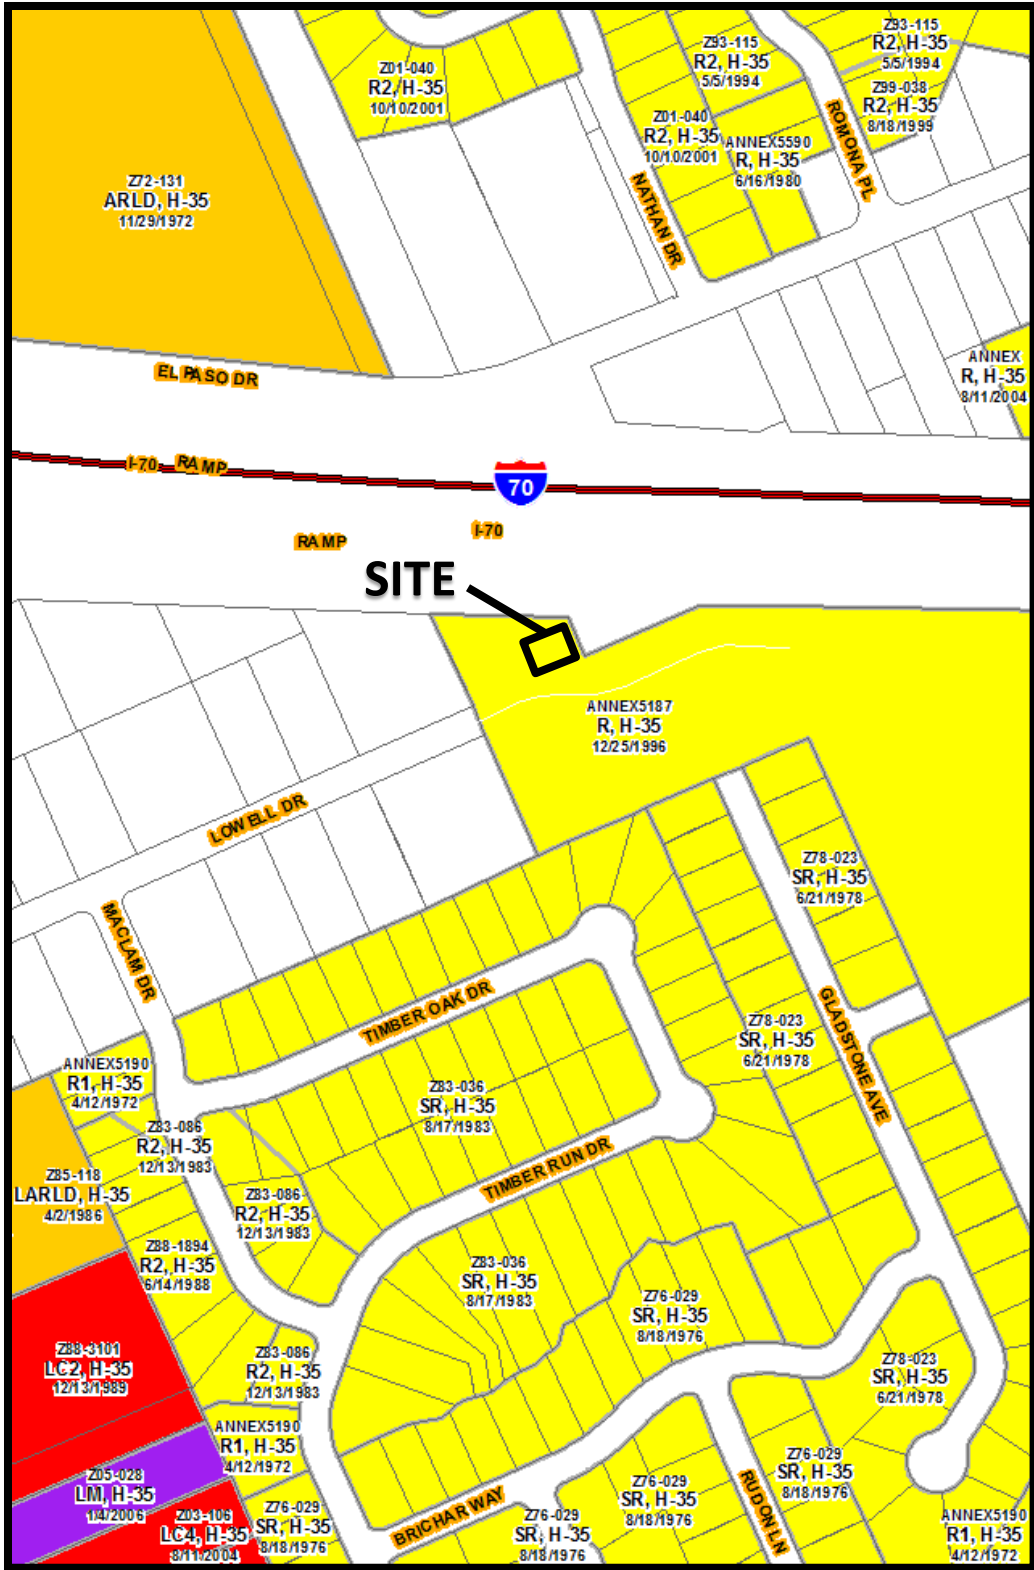 Z01-040
R2, H-35
10/10/2001
Z93-115
R2, H-35
5/5/1994
Z93-115
R2, H-35
5/5/1994
Z99-038
R2, H-35
8/18/1999
Z01-040
R2, H-35
10/10/2001
ANNEX5590
R, H-35
6/16/1980
ROMONA PL
NATHAN DR
Z72-131
ARLD, H-35
11/29/1972
ANNEX
R, H-35
8/11/2004
EL PASO DR
I-70 RAMP
70
I-70
RAMP
SITE
ANNEX5187
R, H-35
12/25/1996
LOWELL DR
MACLAM DR
Z78-023
SR, H-35
6/21/1978
TIMBER OAK DR
GLADSTONE AVE
Z78-023
SR, H-35
6/21/1978
ANNEX5190
R1, H-35
4/12/1972
Z83-036
SR, H-35
8/17/1983
Z83-086
R2, H-35
12/13/1983
TIMBER RUN DR
Z85-118
LARLD, H-35
4/2/1986
Z83-086
R2, H-35
12/13/1983
Z88-1894
R2, H-35
6/14/1988
Z83-036
SR, H-35
8/17/1983
Z76-029
SR, H-35
8/18/1976
Z88-3101
LC2, H-35
12/13/1989
Z83-086
R2, H-35
12/13/1983
Z78-023
SR, H-35
6/21/1978
ANNEX5190
R1, H-35
4/12/1972
Z05-028
LM, H-35
1/4/2006
Z03-106
LC4, H-35
8/11/2004
Z76-029
SR, H-35
8/18/1976
BRICHAR WAY
Z76-029
SR, H-35
8/18/1976
Z76-029
SR, H-35
8/18/1976
RUDON LN
Z76-029
SR, H-35
8/18/1976
ANNEX5190
R1, H-35
4/12/1972